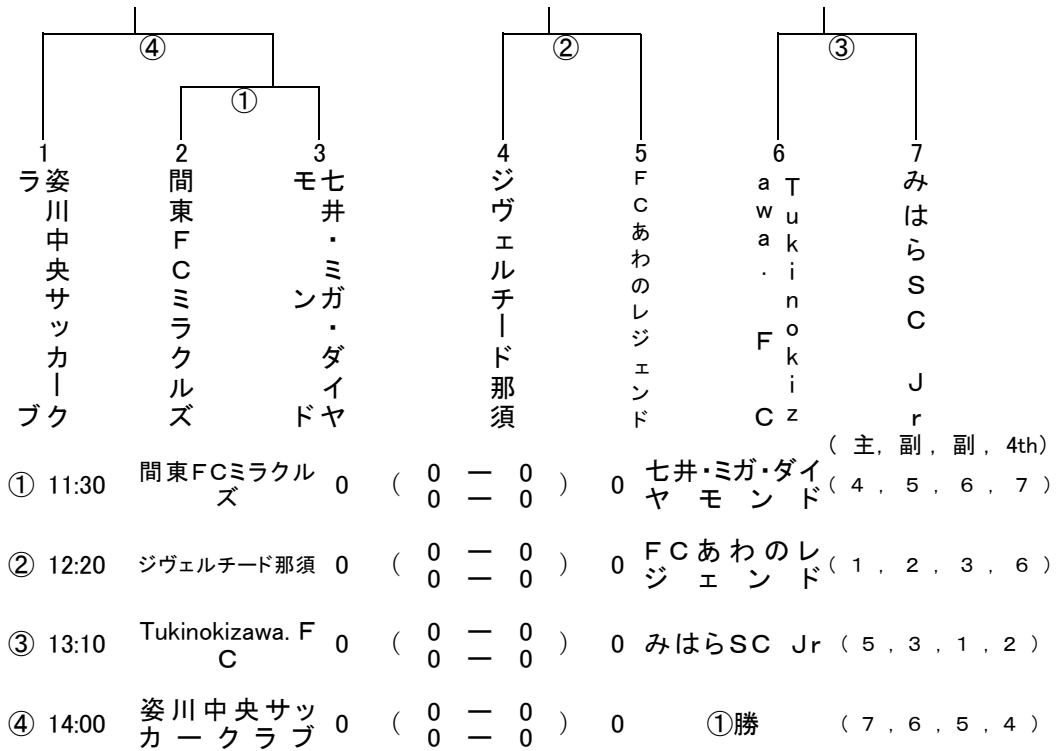 ④ ② ③
①
1 2 3 4 5 6 7
姿川中央サッカークラブ
間東FCミラクルズ
七井・ミガ・ダイヤモンド
ジヴェルチード那須
FCあわのレジェンド
Tukinokizawa. FC
みはらSC Jr
( 主, 副, 副, 4th)
① 11:30 間東FCミラクルズ 0 ( 0 ー 0 0 ー 0 ) 0 七井・ミガ・ダイヤモンド ( 4 , 5 , 6 , 7 )
② 12:20 ジヴェルチード那須 0 ( 0 ー 0 0 ー 0 ) 0 FCあわのレジェンド ( 1 , 2 , 3 , 6 )
③ 13:10 Tukinokizawa. FC 0 ( 0 ー 0 0 ー 0 ) 0 みはらSC Jr ( 5 , 3 , 1 , 2 )
④ 14:00 姿川中央サッカークラブ 0 ( 0 ー 0 0 ー 0 ) 0 ①勝 ( 7 , 6 , 5 , 4 )